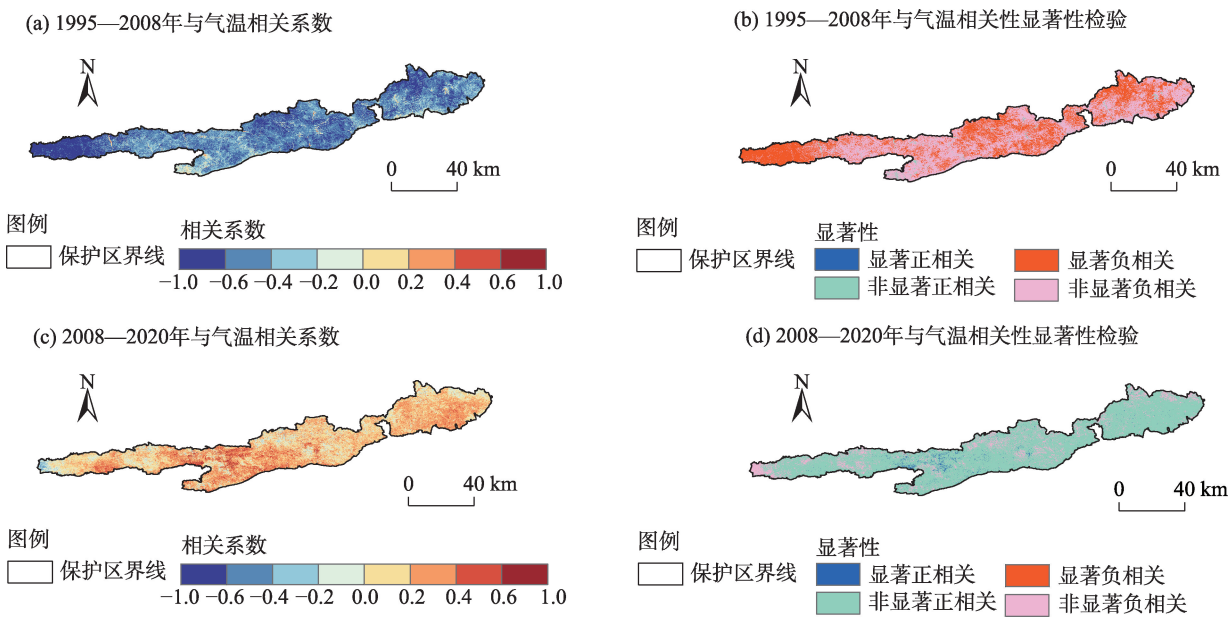 (a) 1995—2008年与气温相关系数
N
0 40 km
图例
保护区界线
相关系数
−1.0 −0.6 −0.4 −0.2 0.0 0.2 0.4 0.6 1.0
(b) 1995—2008年与气温相关性显著性检验
N
0 40 km
图例
保护区界线
显著性
显著正相关 显著负相关
非显著正相关 非显著负相关
(c) 2008—2020年与气温相关系数
N
0 40 km
图例
保护区界线
相关系数
−1.0 −0.6 −0.4 −0.2 0.0 0.2 0.4 0.6 1.0
(d) 2008—2020年与气温相关性显著性检验
N
0 40 km
图例
保护区界线
显著性
显著正相关 显著负相关
非显著正相关 非显著负相关